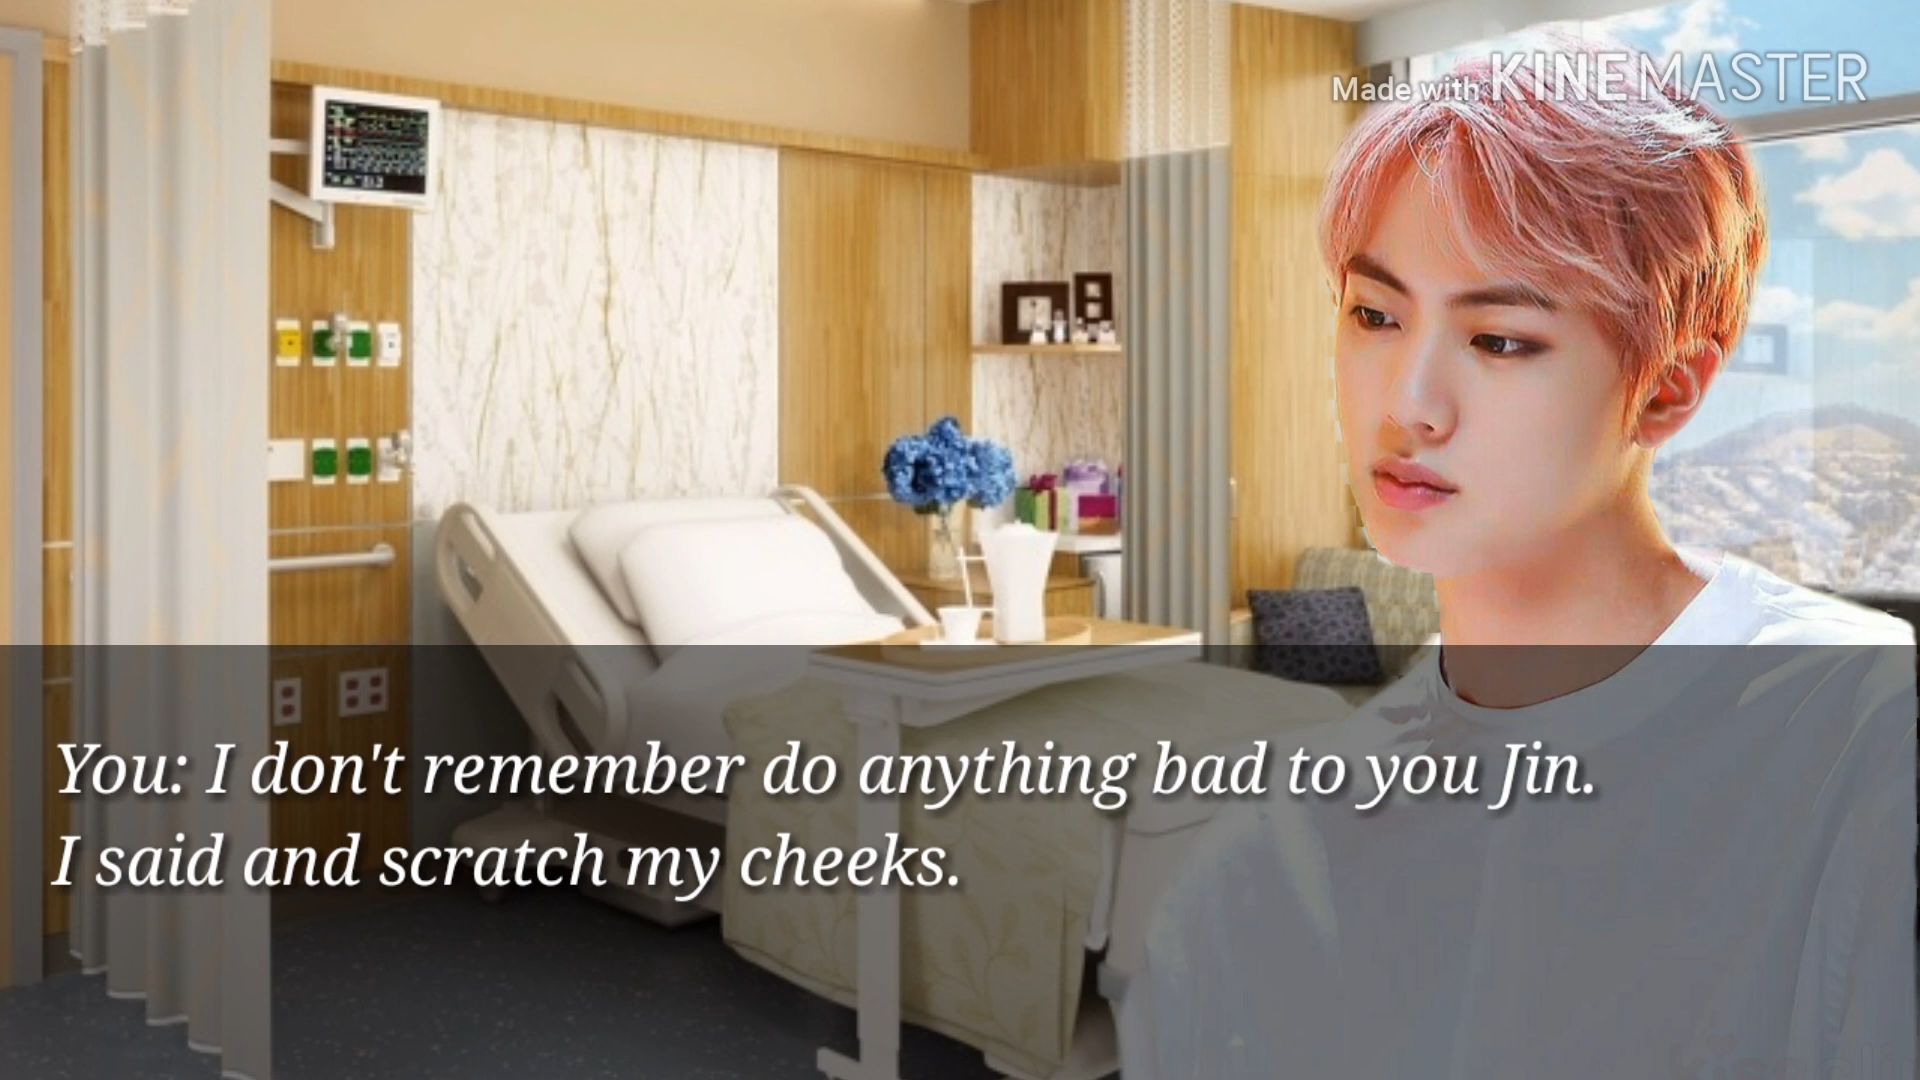 Made with KINEMASTER
You: I don't remember do anything bad to you Jin.
I said and scratch my cheeks.